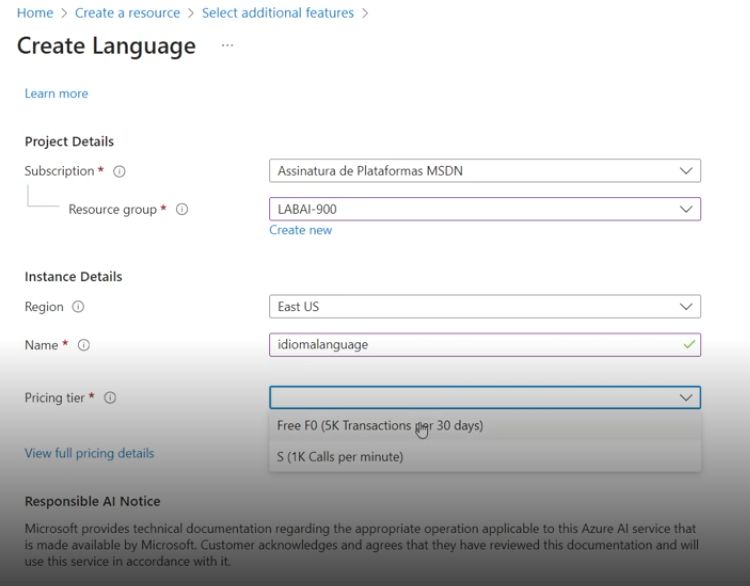 Home > Create a resource > Select additional features >
Create Language ...
Learn more
Project Details
Subscription *
Assinatura de Plataformas MSDN
Resource group *
LABAI-900
Create new
Instance Details
Region
East US
Name *
idiomalanguage
Pricing tier *
Free F0 (5K Transactions per 30 days)
View full pricing details
S (1K Calls per minute)
Responsible AI Notice
Microsoft provides technical documentation regarding the appropriate operation applicable to this Azure AI service that
is made available by Microsoft. Customer acknowledges and agrees that they have reviewed this documentation and will
use this service in accordance with it.